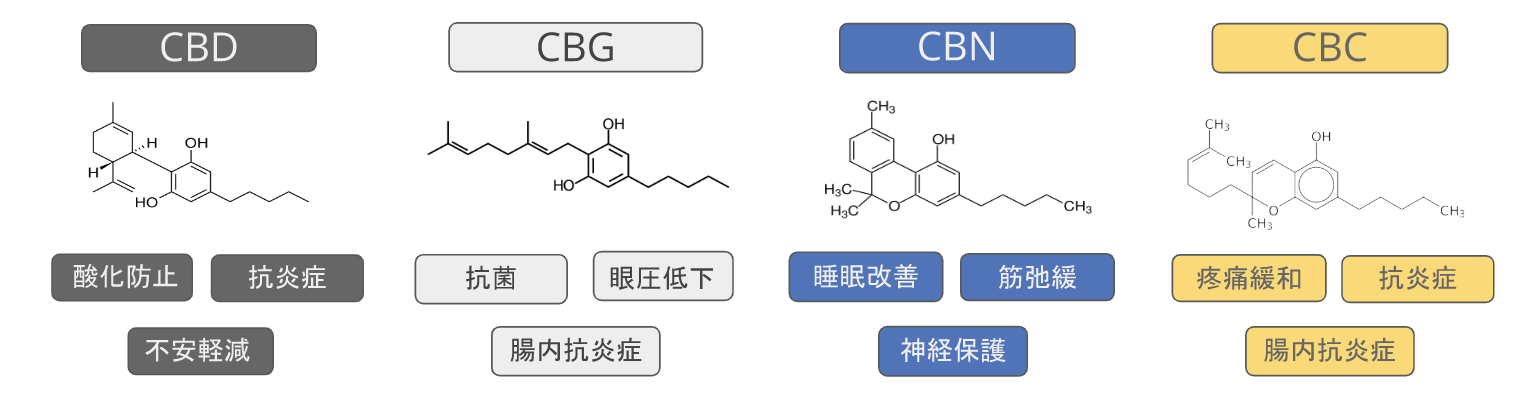 CBD
CBG
CBN
CBC
H
OH
H
HO
OH
HO
CH₃
OH
H₃C
H₃C
O
CH₃
CH₃
CH₃
OH
O
CH₃
CH₃
酸化防止
抗炎症
不安軽減
抗菌
眼圧低下
腸内抗炎症
睡眠改善
筋弛緩
神経保護
疼痛緩和
抗炎症
腸内抗炎症